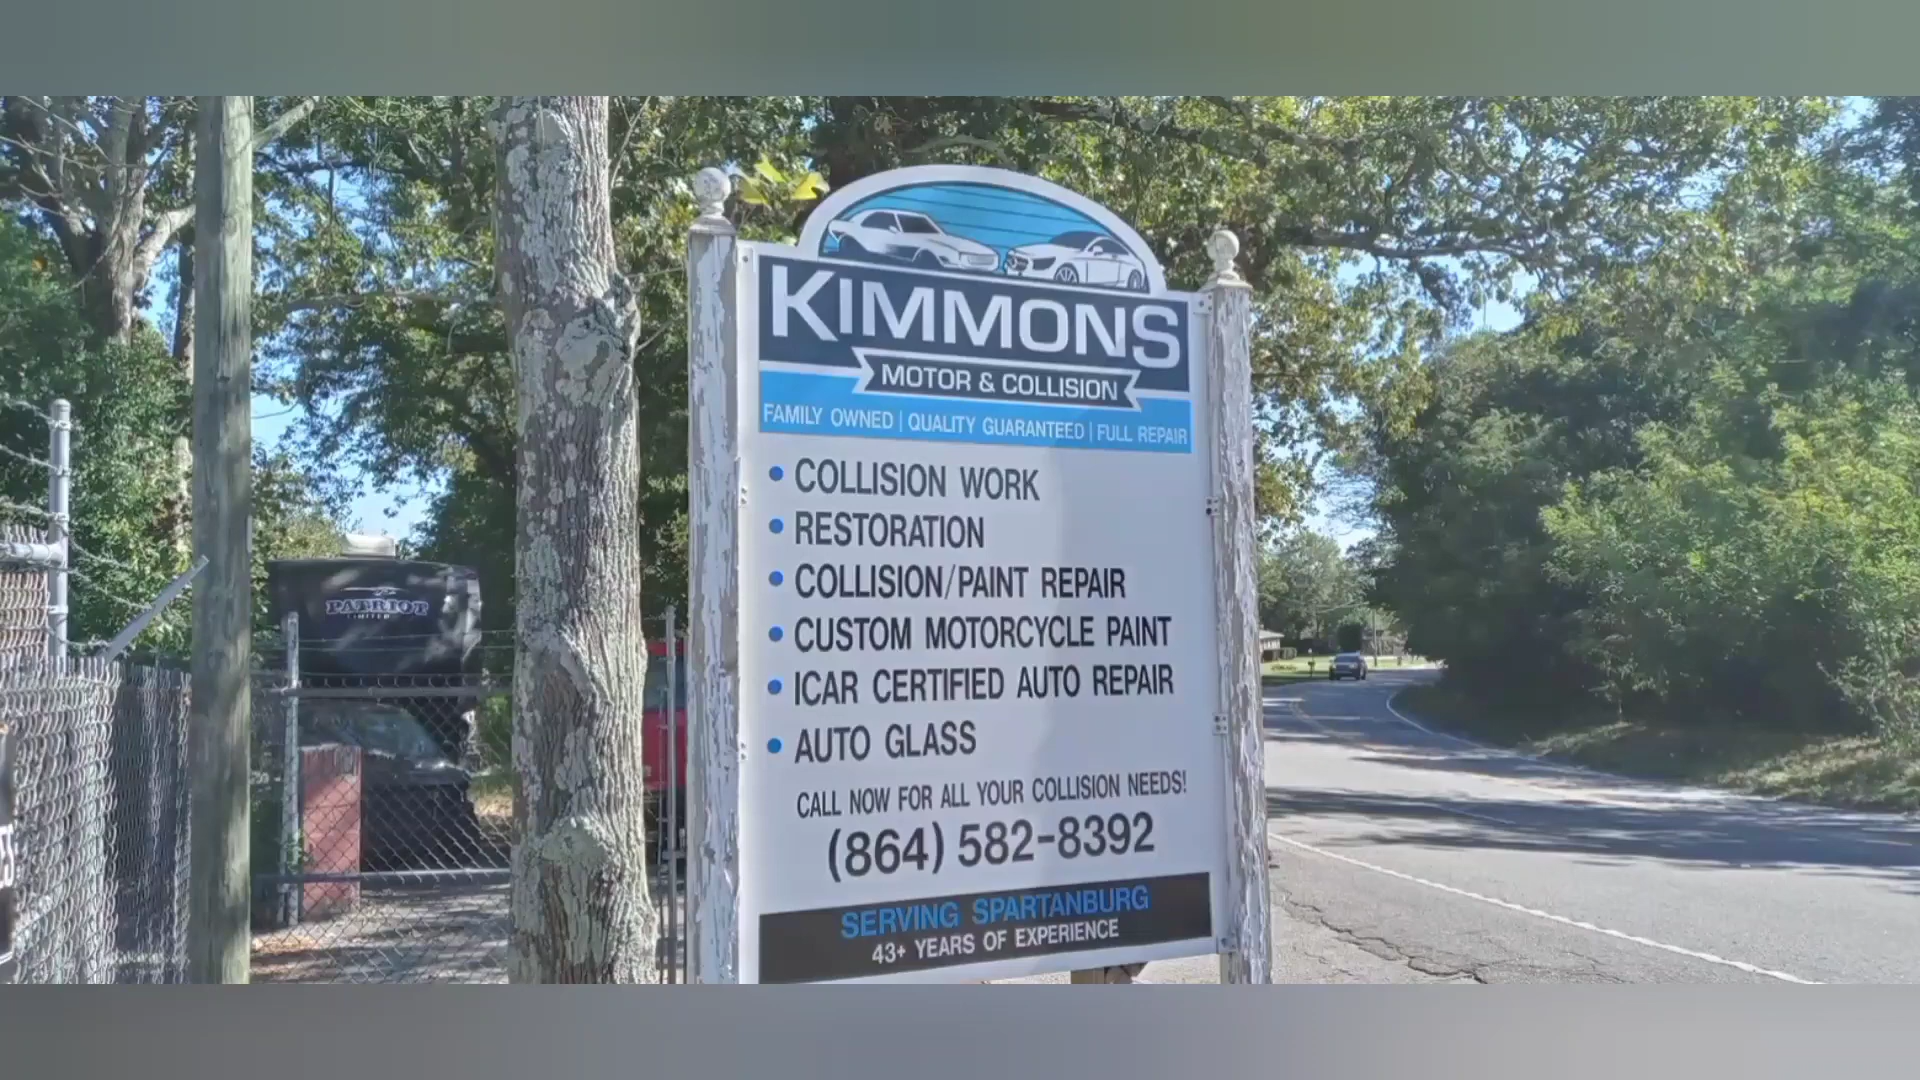 KIMMONS
MOTOR & COLLISION
FAMILY OWNED | QUALITY GUARANTEED | FULL REPAIR
• COLLISION WORK
• RESTORATION
• COLLISION/PAINT REPAIR
• CUSTOM MOTORCYCLE PAINT
• ICAR CERTIFIED AUTO REPAIR
• AUTO GLASS
CALL NOW FOR ALL YOUR COLLISION NEEDS!
(864) 582-8392
SERVING SPARTANBURG
43+ YEARS OF EXPERIENCE
PATRIOT
LIMITED